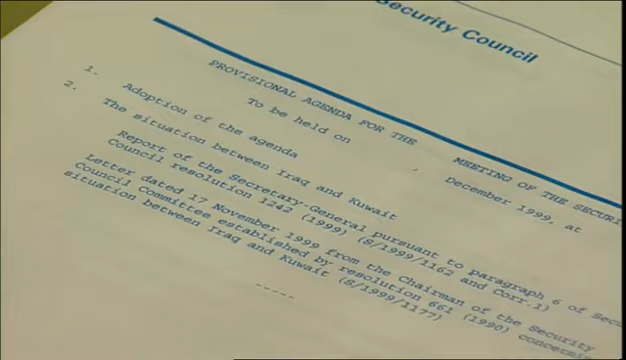 Security Council
PROVISIONAL AGENDA FOR THE , MEETING OF THE
To be held on December 1999, at
1. Adoption of the agenda
2. The situation between Iraq and Kuwait
Report of the Secretary-General pursuant to paragraph 6 of
Council resolution 1242 (1999) (S/1999/1162 and Corr.1)
Letter dated 17 November 1999 from the Chairman of the Security
Council Committee established by resolution 661 (1990)
situation between Iraq and Kuwait (S/1999/1177)
-----